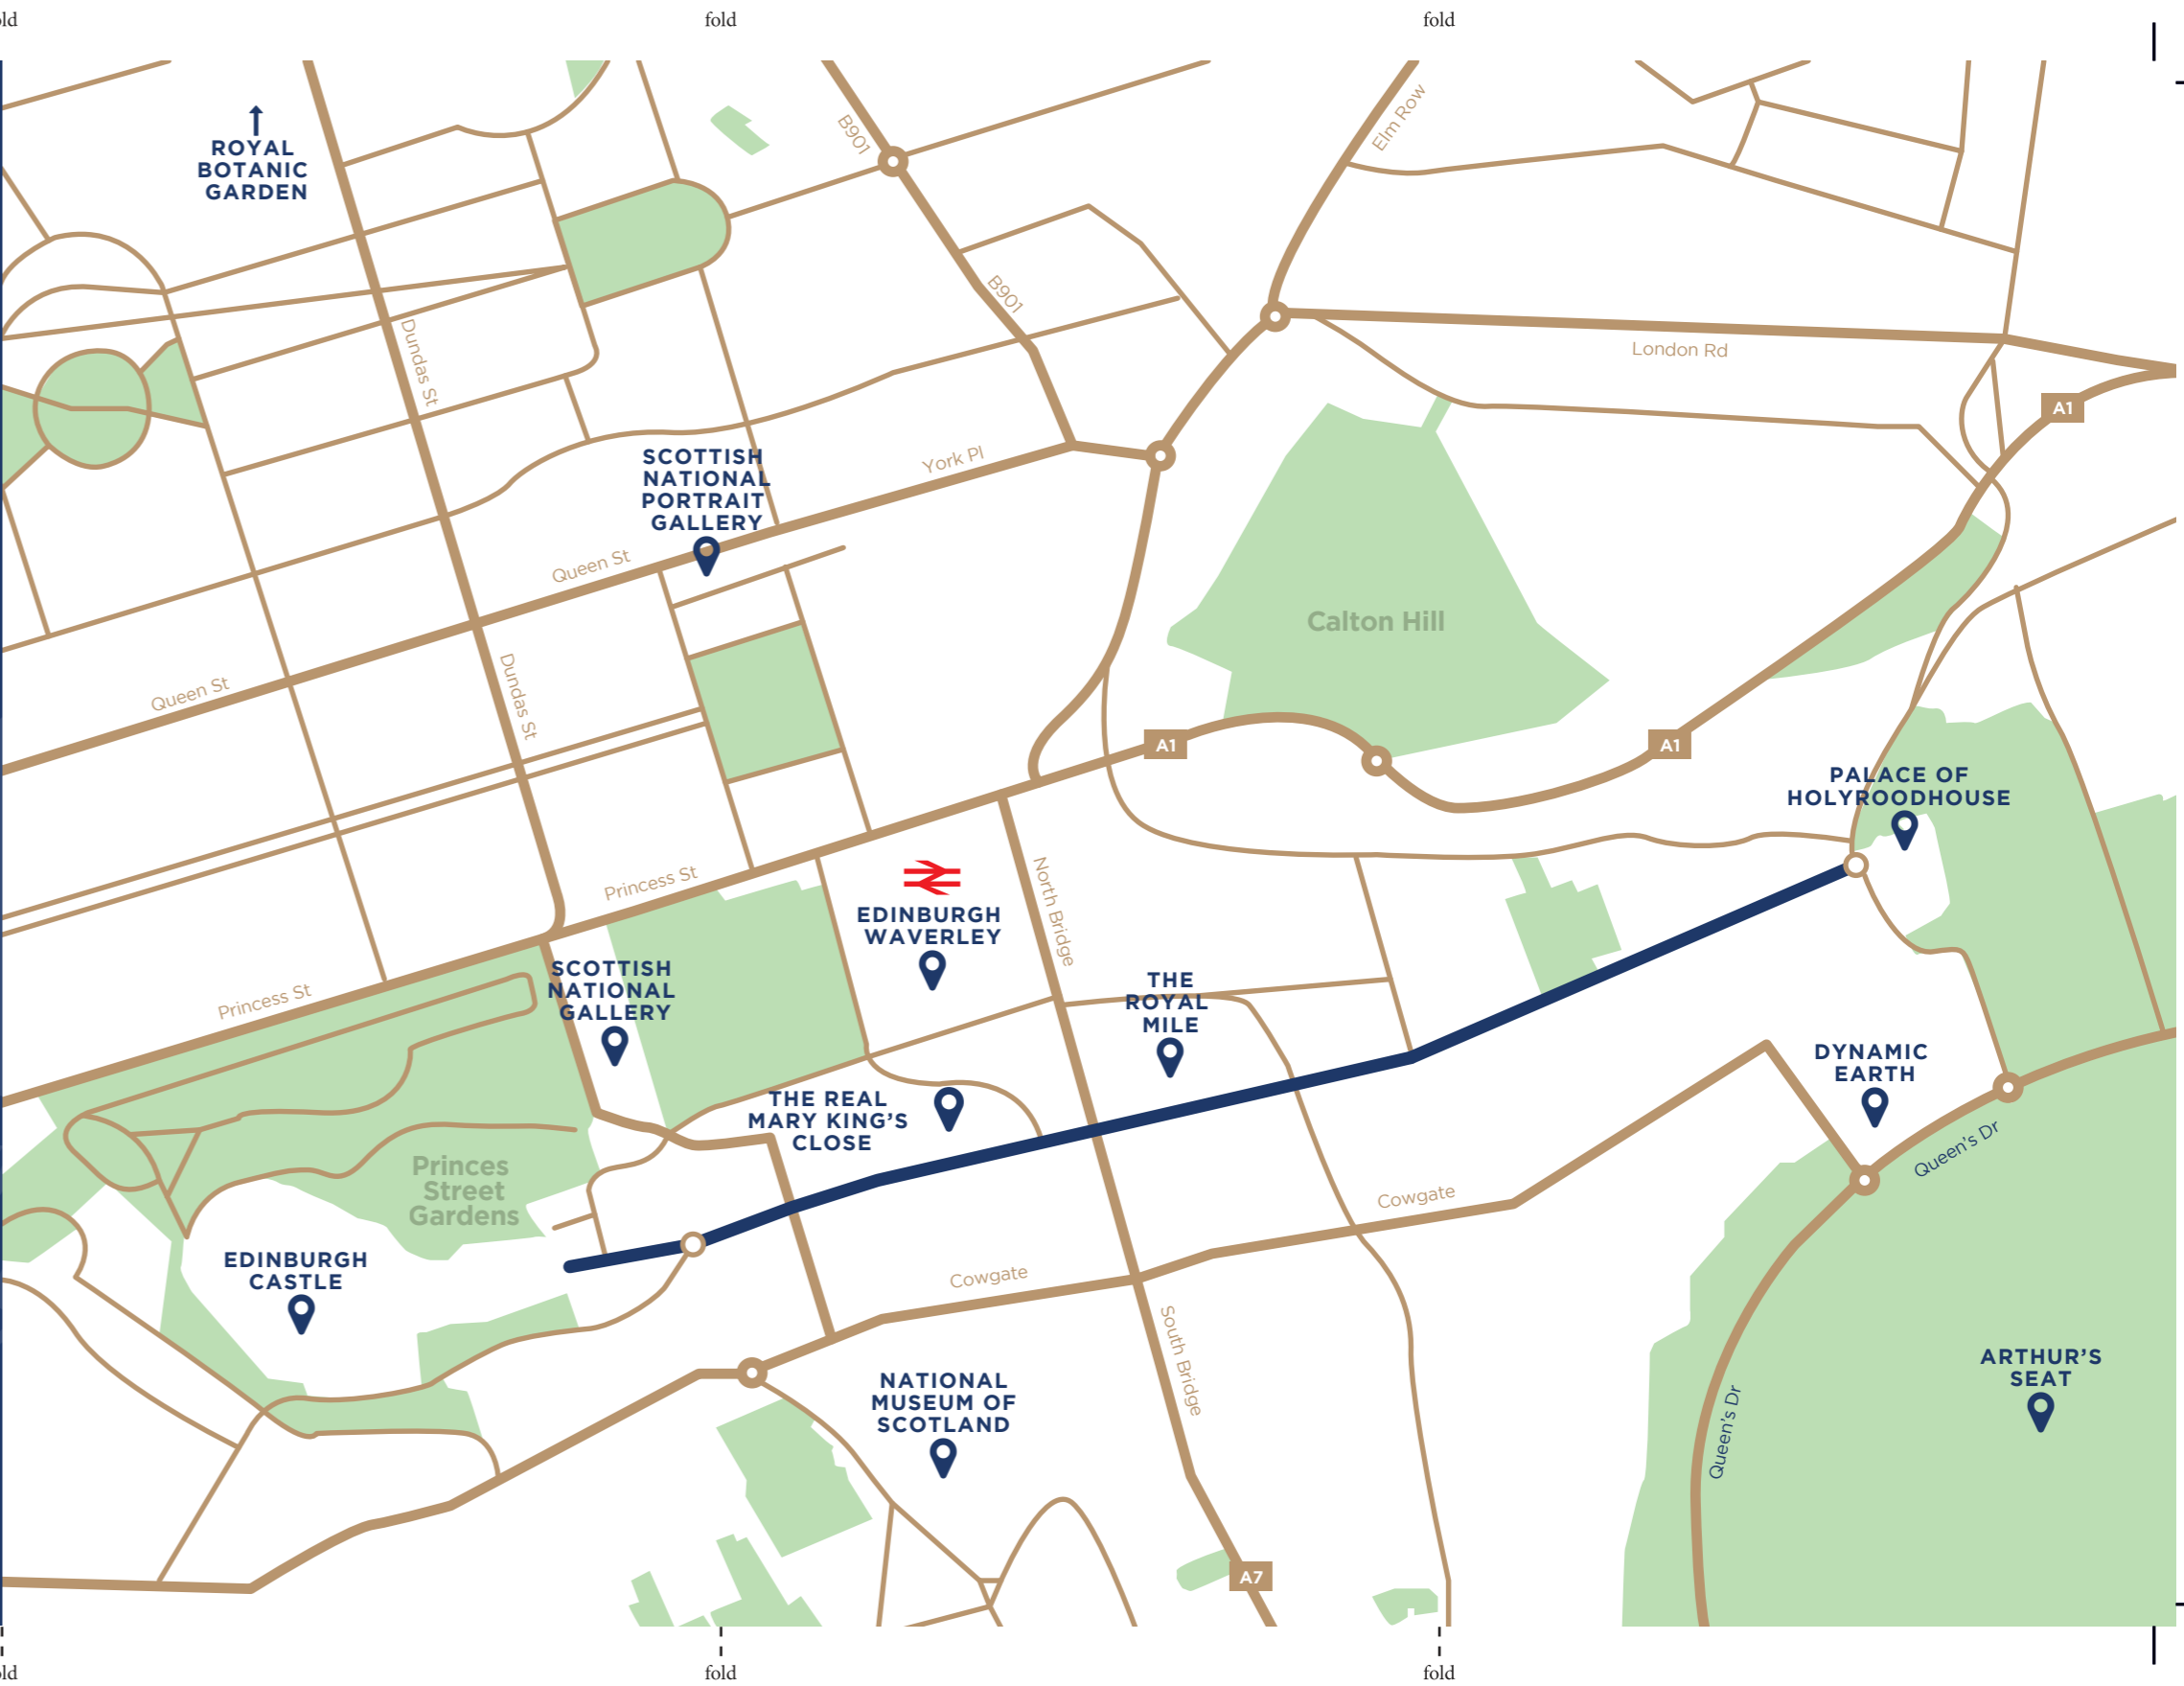 old
fold
fold
ROYAL
BOTANIC
GARDEN
B901
Elm Row
B901
Dundas St
London Rd
A1
SCOTTISH
NATIONAL
PORTRAIT
GALLERY
York Pl
Queen St
Calton Hill
Dundas St
Queen St
A1
A1
PALACE OF
HOLYROODHOUSE
Princess St
North Bridge
EDINBURGH
WAVERLEY
Princess St
SCOTTISH
NATIONAL
GALLERY
THE
ROYAL
MILE
DYNAMIC
EARTH
THE REAL
MARY KING'S
CLOSE
Queen's Dr
Princes
Street
Gardens
Cowgate
EDINBURGH
CASTLE
Cowgate
South Bridge
ARTHUR'S
SEAT
NATIONAL
MUSEUM OF
SCOTLAND
Queen's Dr
A7
old
fold
fold